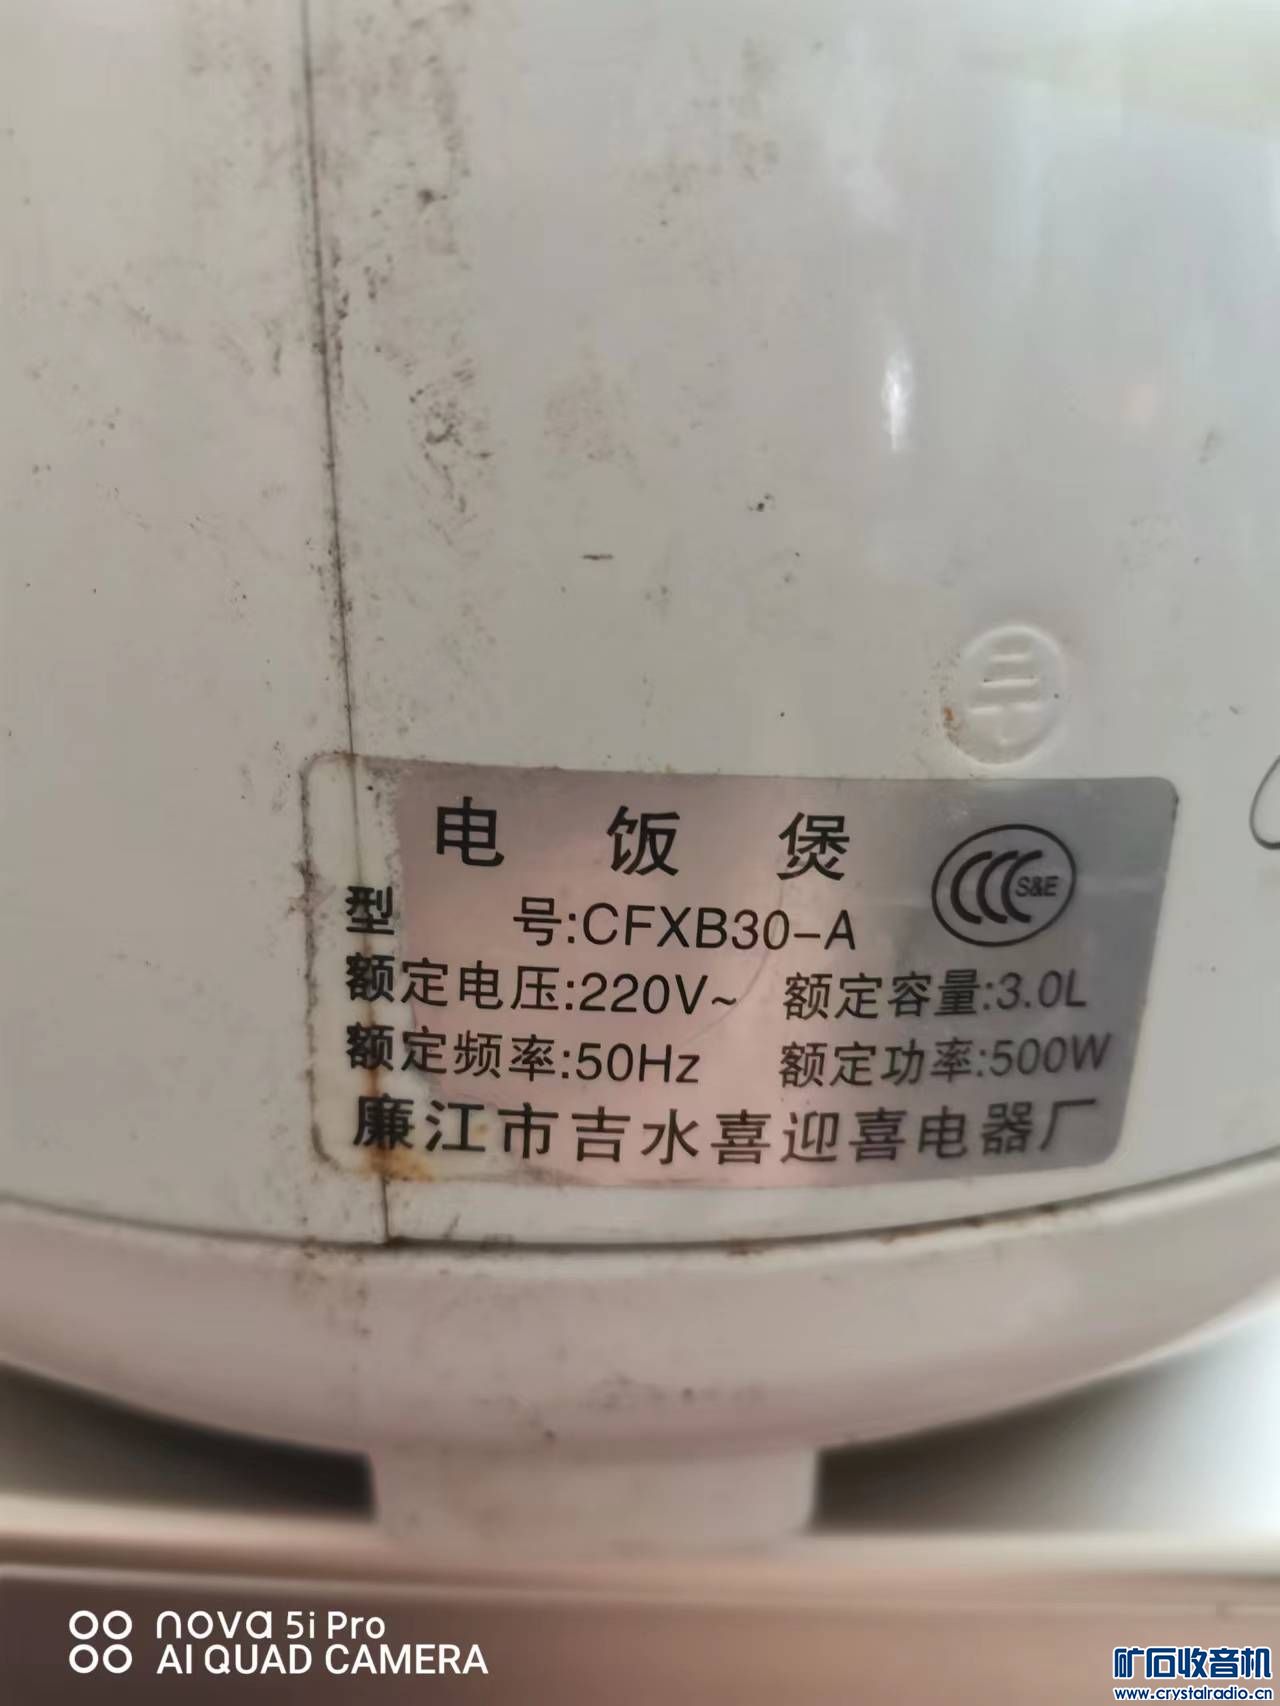 电饭煲
CCC S&E
型号:CFXB30-A
额定电压:220V~ 额定容量:3.0L
额定频率:50Hz 额定功率:500W
廉江市吉水喜迎喜电器厂
nova 5i Pro
AI QUAD CAMERA
矿石收音机
www.crystalradio.cn